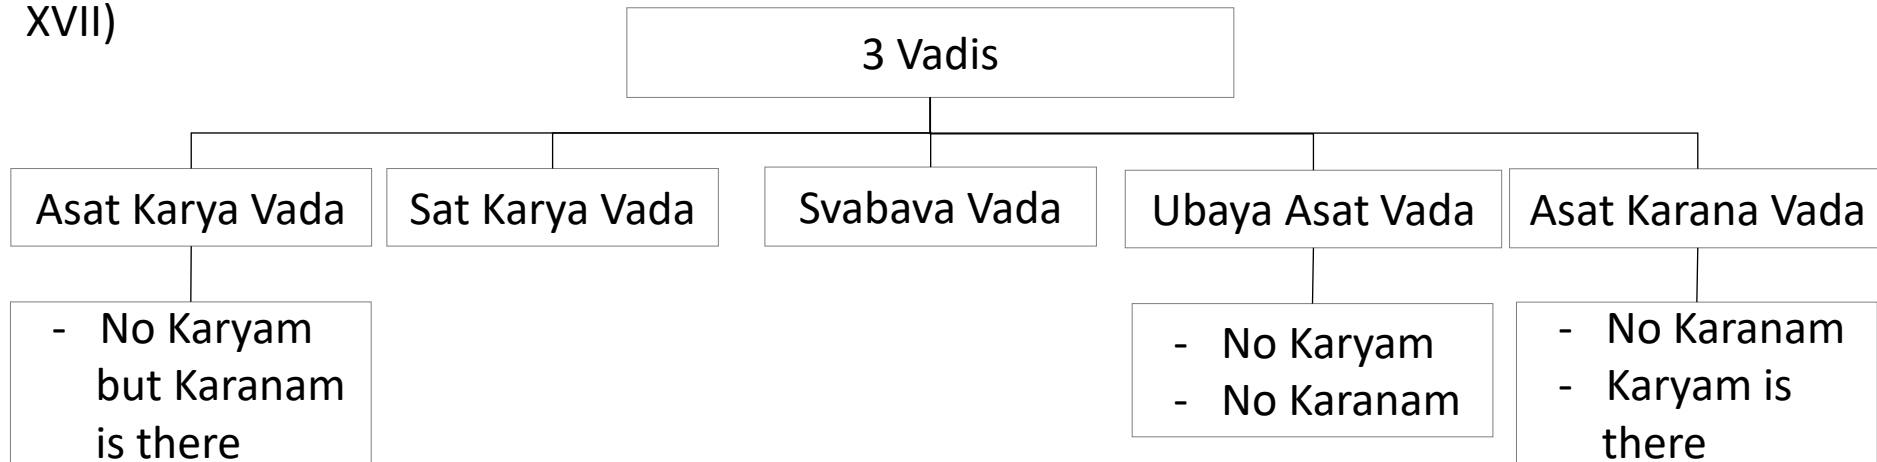 XVII)
3 Vadis
Asat Karya Vada
Sat Karya Vada
Svabava Vada
Ubaya Asat Vada
Asat Karana Vada
- No Karyam
but Karanam
is there
- No Karyam
- No Karanam
- No Karanam
- Karyam is
there